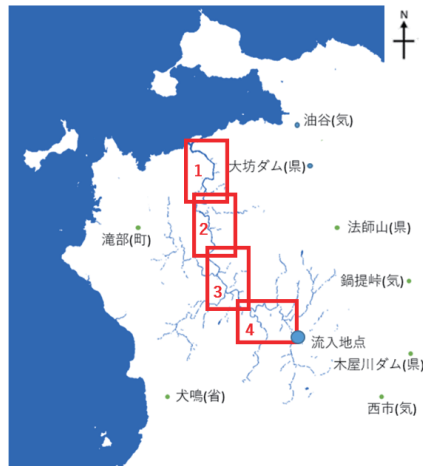 N
油谷(気)
大坊ダム(県)
1
2
滝部(町)
法師山(県)
3
鍋提峠(気)
4
流入地点
木屋川ダム(県)
犬鳴(省)
西市(気)